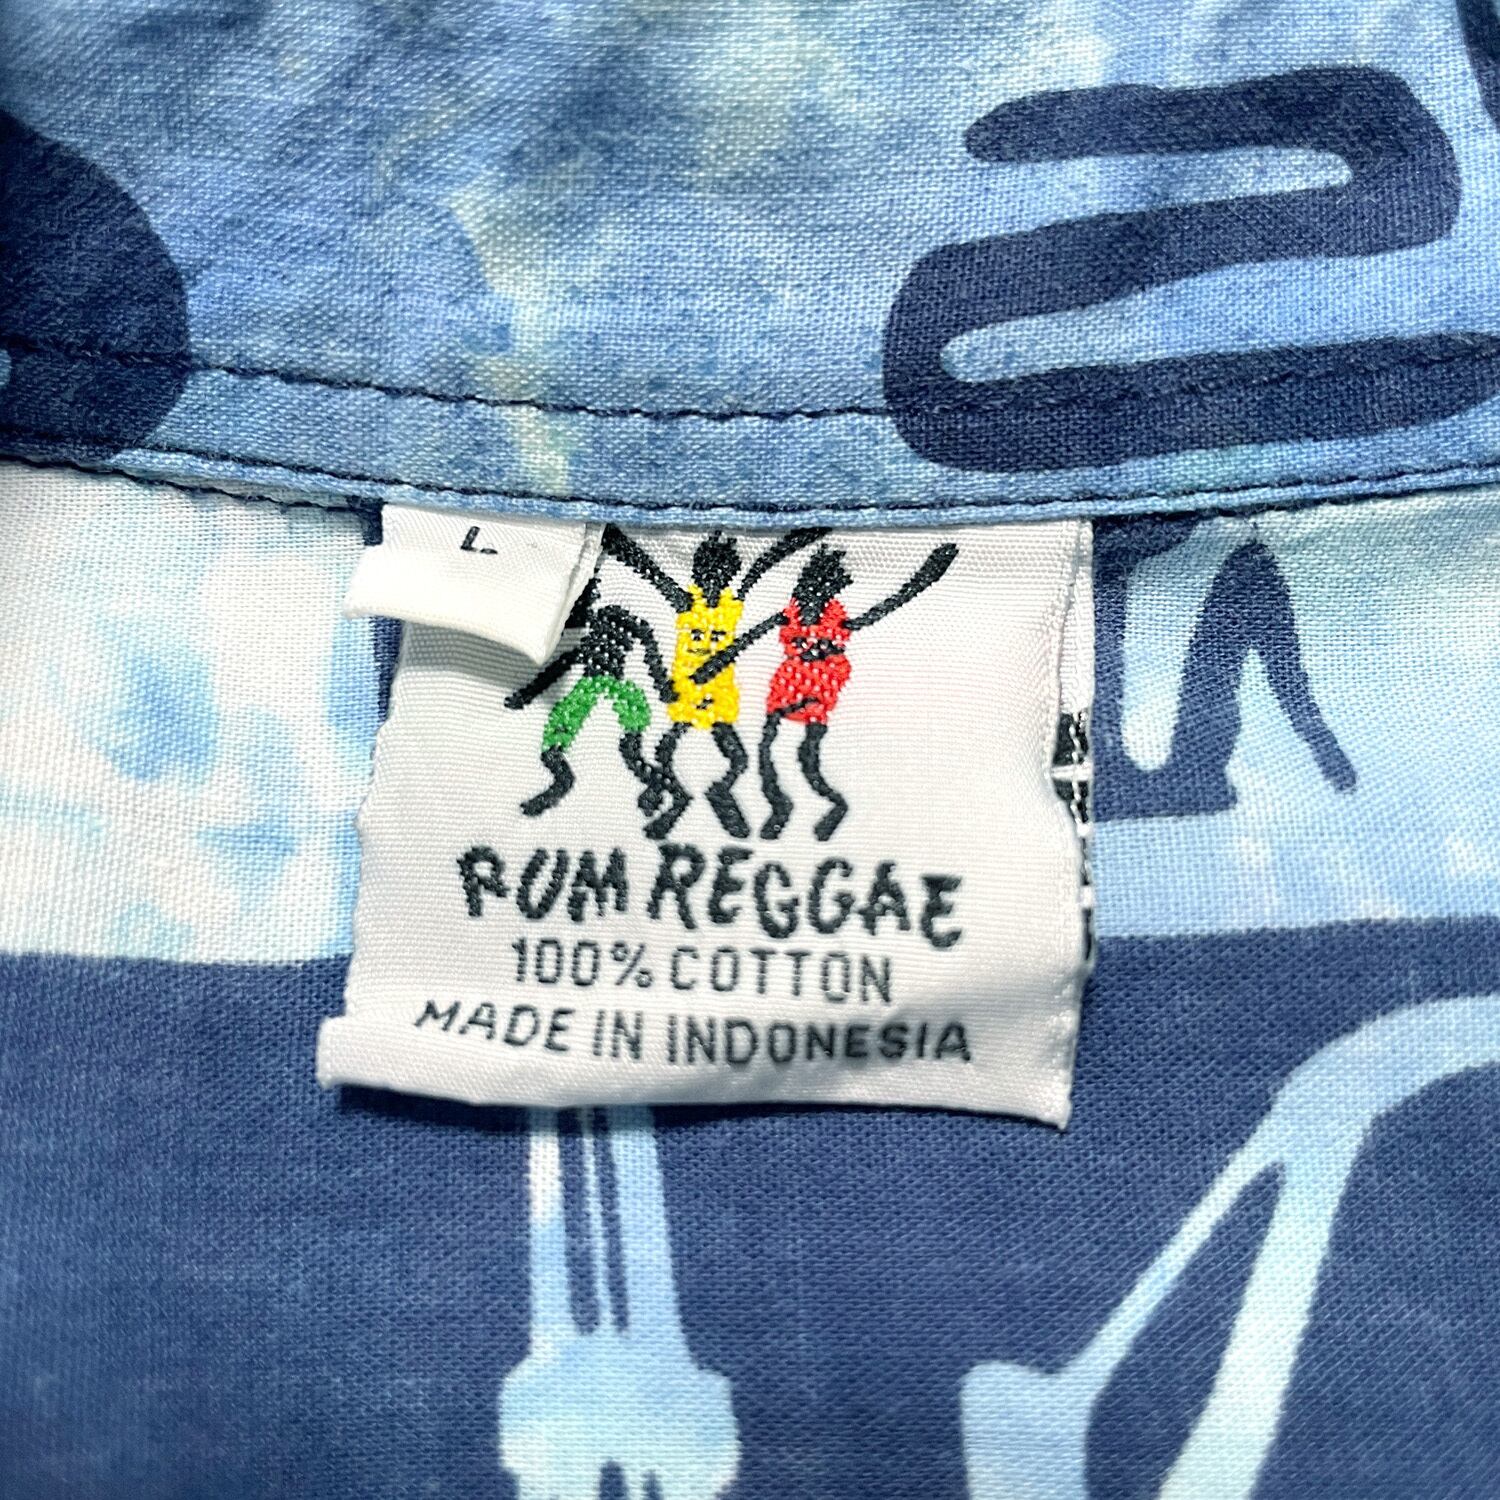 L
RUM REGGAE
100% COTTON
MADE IN INDONESIA